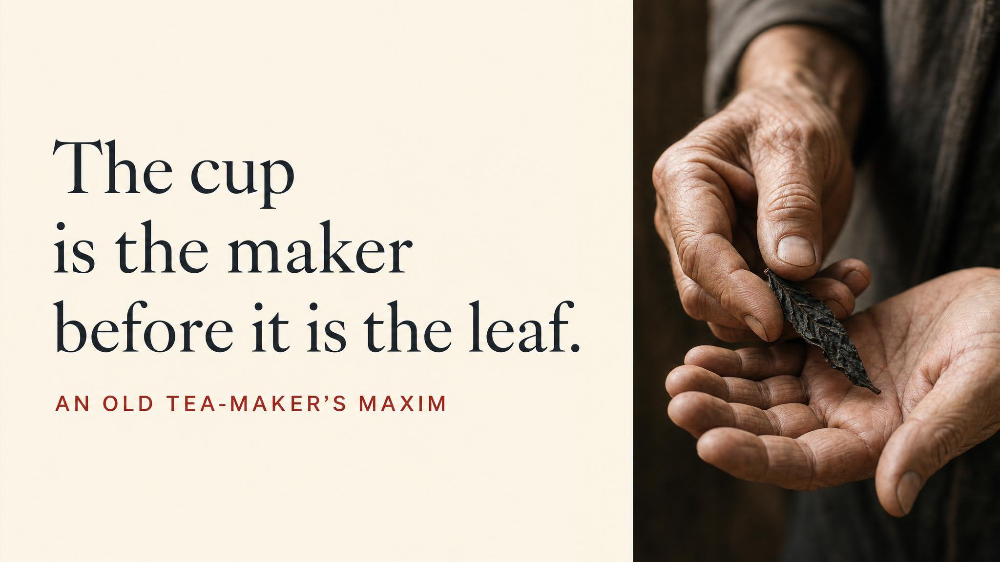 The cup
is the maker
before it is the leaf.
AN OLD TEA-MAKER’S MAXIM